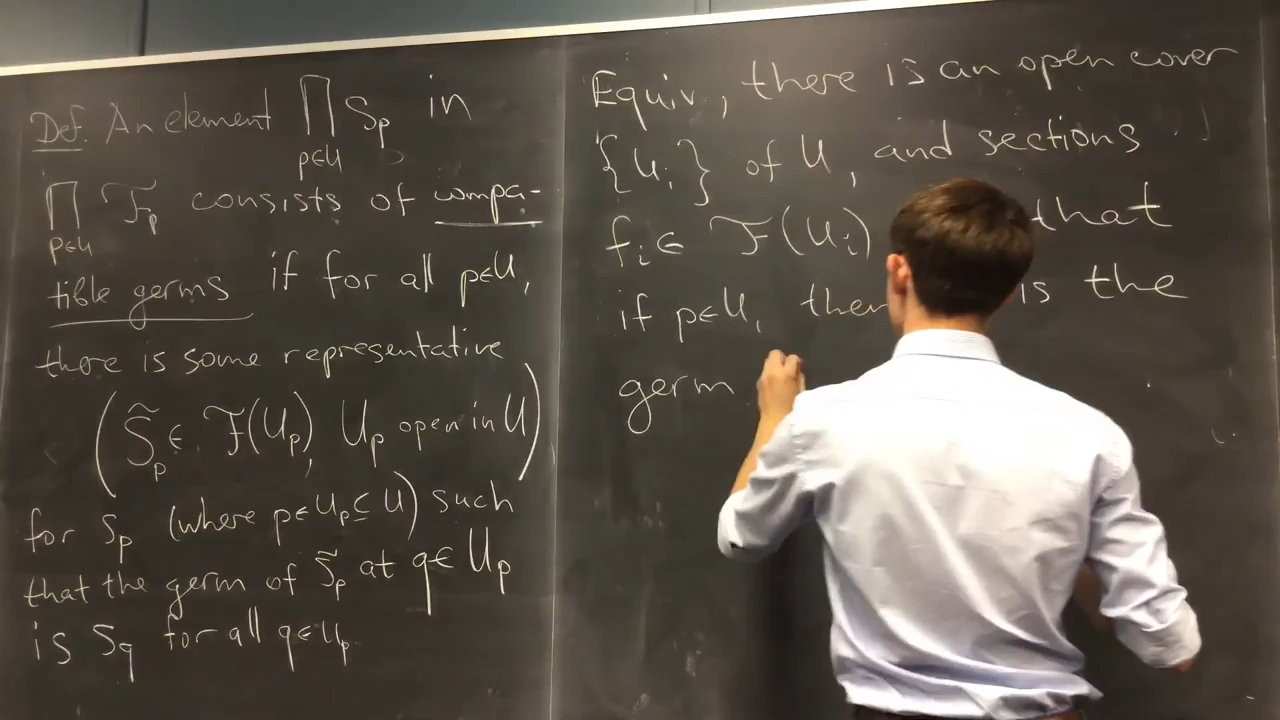 Def. An element ∏ Sₚ in
p∈U
∏ ℱₚ consists of compa-
p∈U
tible germs if for all p∈U,
there is some representative
(S̃ₚ ∈ ℱ(Uₚ), Uₚ open in U)
for Sₚ (where p∈Uₚ⊆U) such
that the germ of S̃ₚ at q∈Uₚ
is S_q for all q∈Uₚ
Equiv., there is an open cover
{Uᵢ} of U, and sections
fᵢ∈ ℱ(Uᵢ) that
if p∈Uᵢ then is the
germ